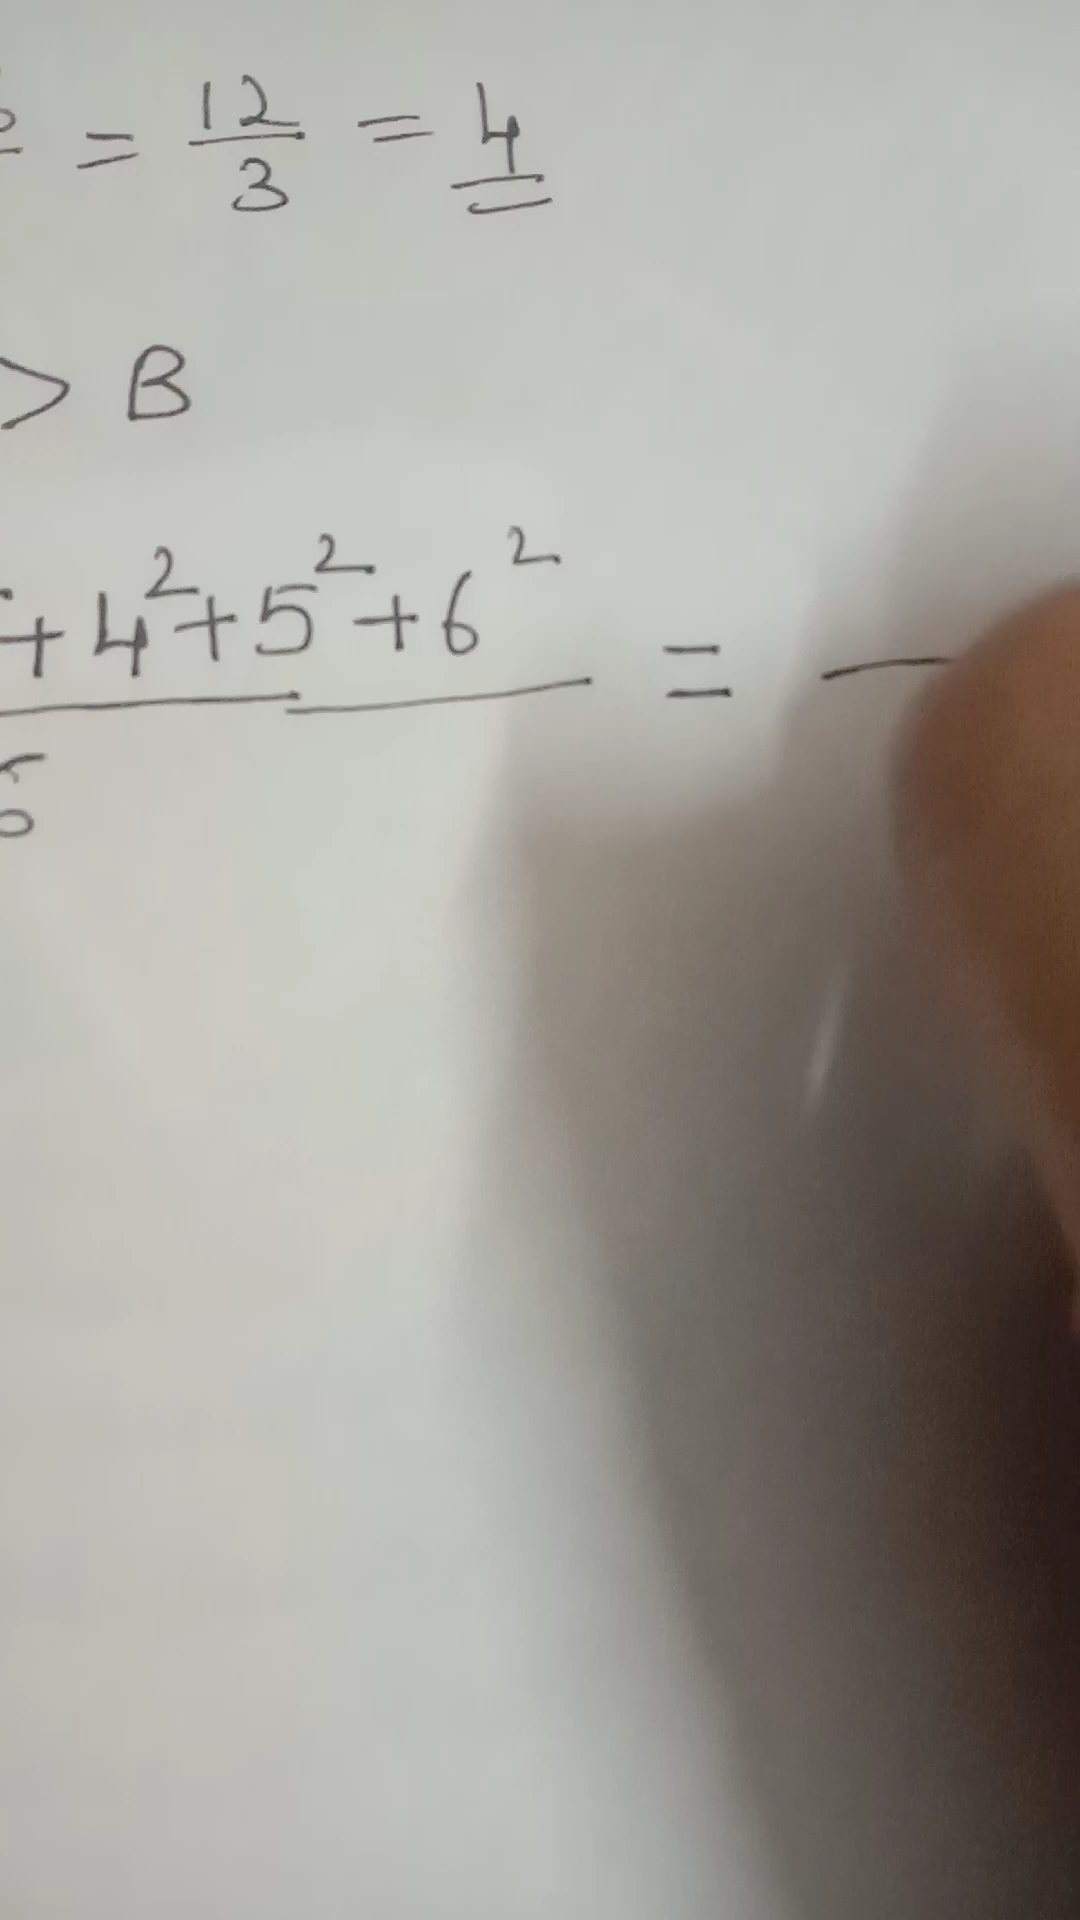 = 12/3 = 4
> B
+ 4² + 5² + 6² =